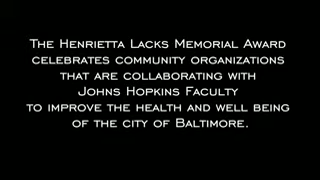 The Henrietta Lacks Memorial Award
celebrates community organizations
that are collaborating with
Johns Hopkins Faculty
to improve the health and well being
of the city of Baltimore.